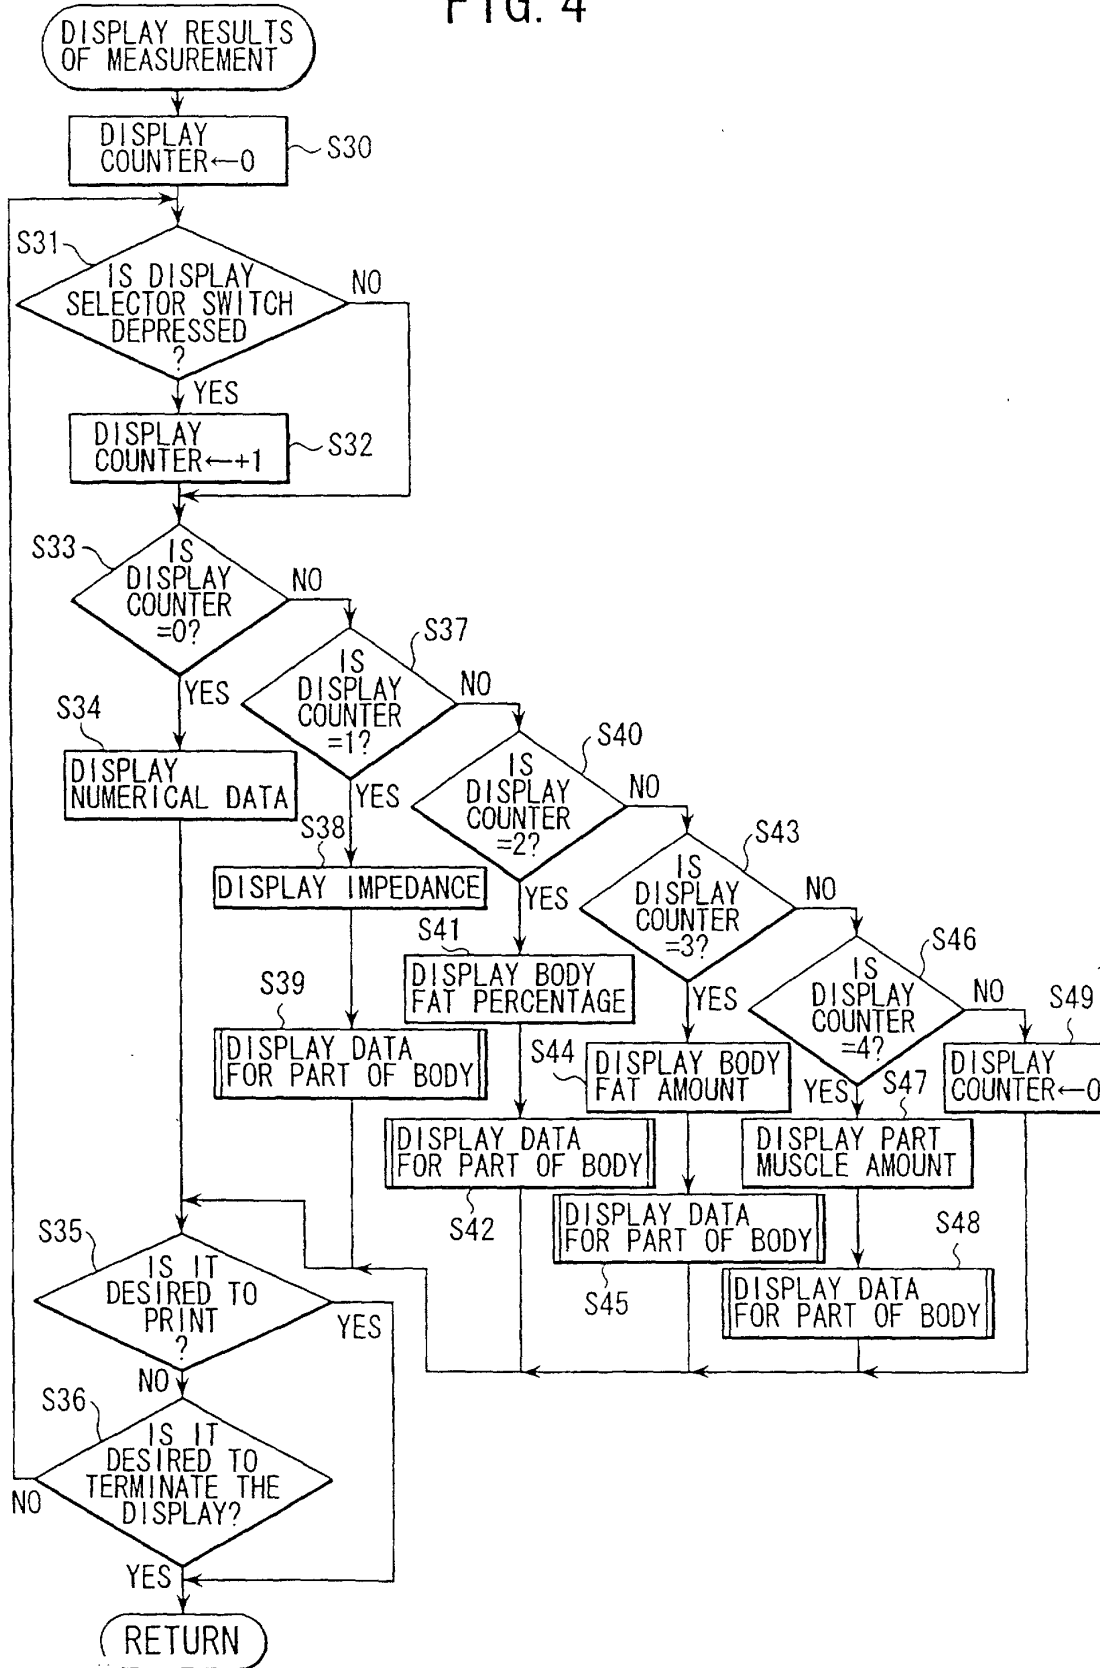 FIG. 4
DISPLAY RESULTS
OF MEASUREMENT
DISPLAY
COUNTER←0
S30
S31
IS DISPLAY
SELECTOR SWITCH
DEPRESSED
?
NO
YES
DISPLAY
COUNTER←+1
S32
S33
IS
DISPLAY
COUNTER
=0?
NO
YES
S34
DISPLAY
NUMERICAL DATA
S37
IS
DISPLAY
COUNTER
=1?
NO
YES
S38
DISPLAY IMPEDANCE
S39
DISPLAY DATA
FOR PART OF BODY
S40
IS
DISPLAY
COUNTER
=2?
NO
YES
S41
DISPLAY BODY
FAT PERCENTAGE
DISPLAY DATA
FOR PART OF BODY
S42
S43
IS
DISPLAY
COUNTER
=3?
NO
YES
S44
DISPLAY BODY
FAT AMOUNT
DISPLAY DATA
FOR PART OF BODY
S45
S46
IS
DISPLAY
COUNTER
=4?
NO
YES
S47
DISPLAY PART
MUSCLE AMOUNT
S48
DISPLAY DATA
FOR PART OF BODY
S49
DISPLAY
COUNTER←0
S35
IS IT
DESIRED TO
PRINT
?
YES
NO
S36
IS IT
DESIRED TO
TERMINATE THE
DISPLAY?
NO
YES
RETURN